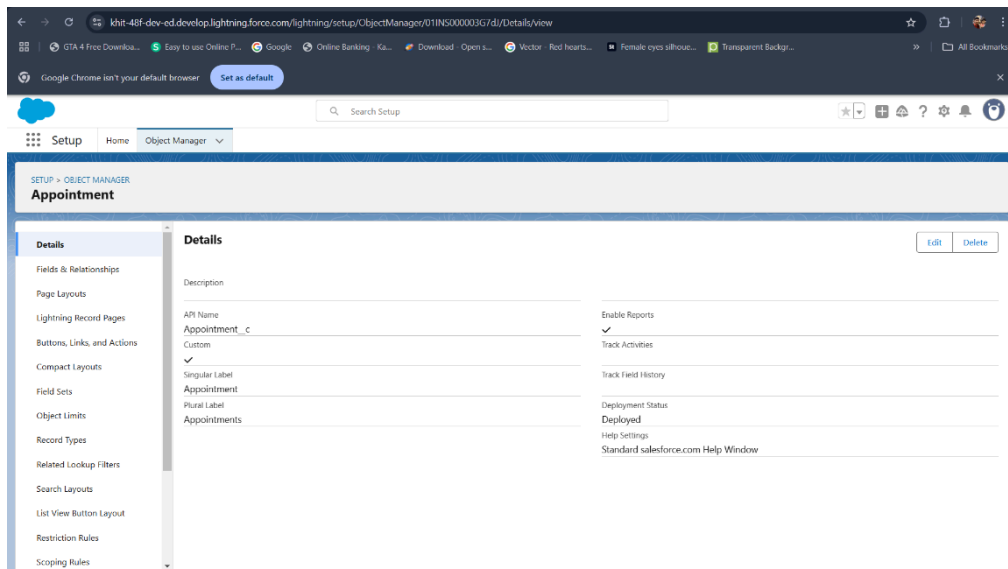 khit-48f-dev-ed.develop.lightning.force.com/lightning/setup/ObjectManager/01INS000003G7dJ/Details/view
GTA 4 Free Downloa... Easy to use Online P... Google Online Banking - Ka... Download - Open s... Vector - Red hearts... Female eyes silhoue... Transparent Backgr... » All Bookmarks
Google Chrome isn't your default browser Set as default
Search Setup
Setup Home Object Manager
SETUP > OBJECT MANAGER
Appointment
Details
Fields & Relationships
Page Layouts
Lightning Record Pages
Buttons, Links, and Actions
Compact Layouts
Field Sets
Object Limits
Record Types
Related Lookup Filters
Search Layouts
List View Button Layout
Restriction Rules
Scoping Rules
Details
Edit Delete
Description
API Name
Appointment__c
Custom
Singular Label
Appointment
Plural Label
Appointments
Enable Reports
Track Activities
Track Field History
Deployment Status
Deployed
Help Settings
Standard salesforce.com Help Window